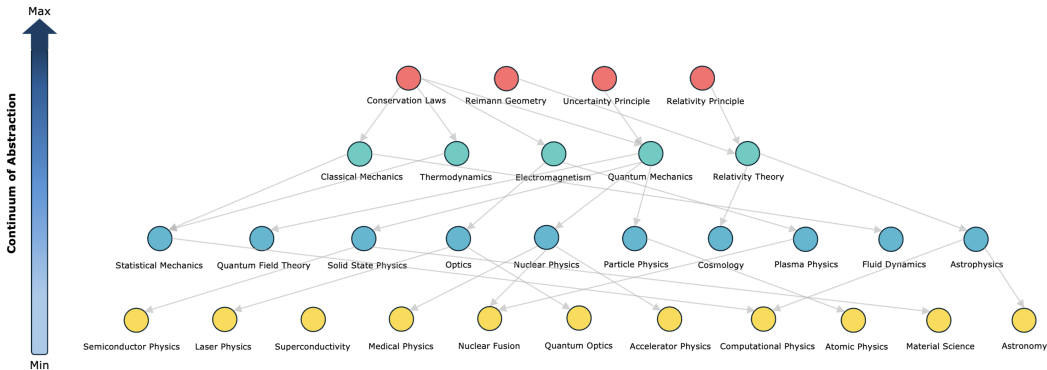 Max
Continuum of Abstraction
Conservation Laws
Reimann Geometry
Uncertainty Principle
Relativity Principle
Classical Mechanics
Thermodynamics
Electromagnetism
Quantum Mechanics
Relativity Theory
Statistical Mechanics
Quantum Field Theory
Solid State Physics
Optics
Nuclear Physics
Particle Physics
Cosmology
Plasma Physics
Fluid Dynamics
Astrophysics
Semiconductor Physics
Laser Physics
Superconductivity
Medical Physics
Nuclear Fusion
Quantum Optics
Accelerator Physics
Computational Physics
Atomic Physics
Material Science
Astronomy
Min